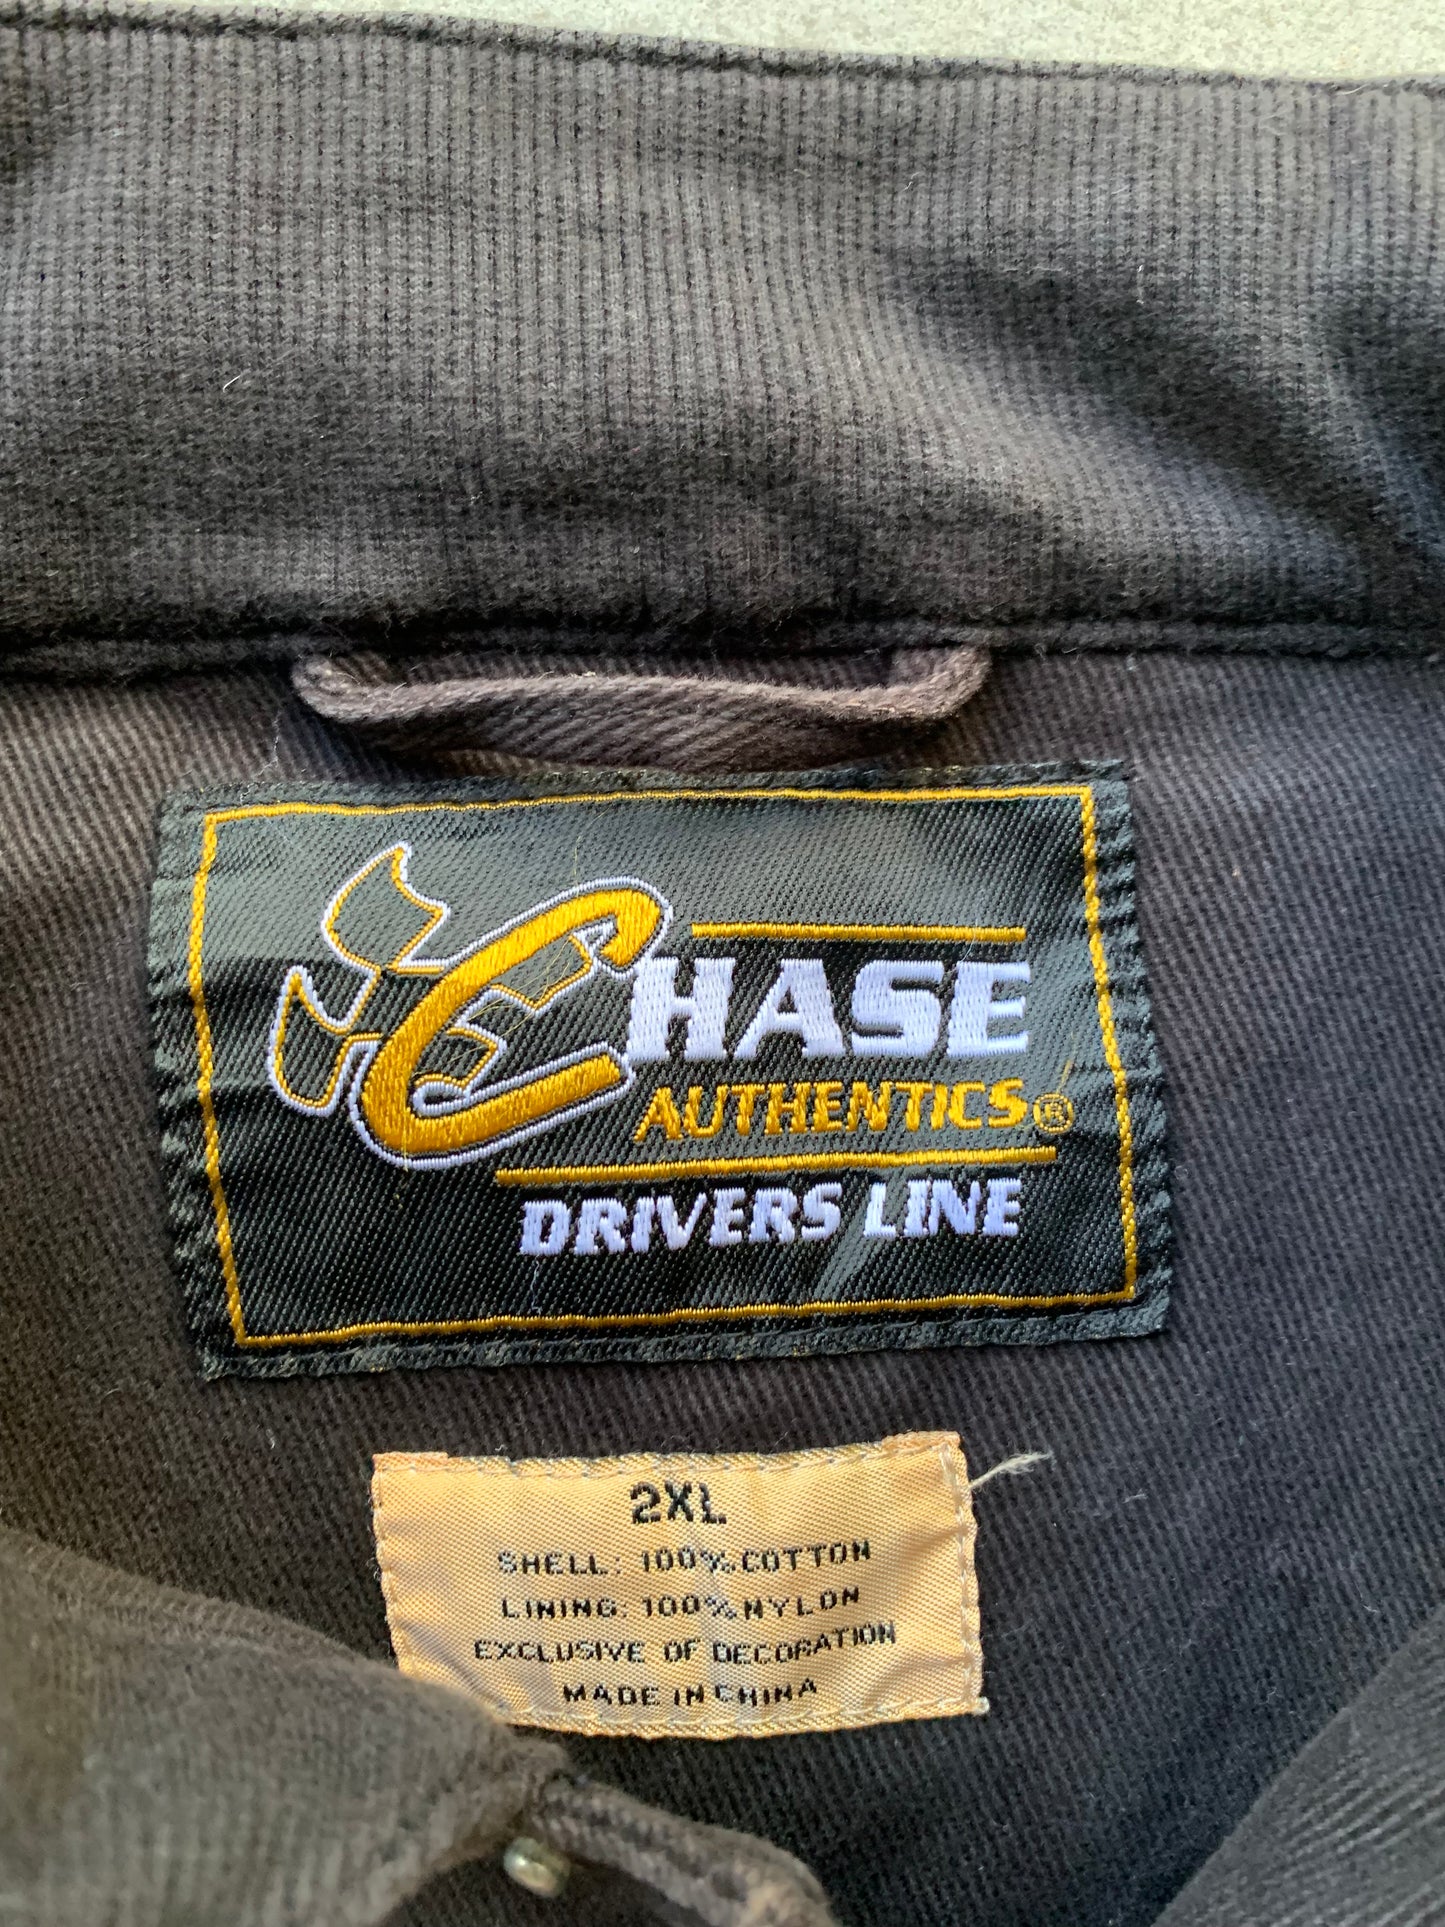 CHASE
AUTHENTICS®
DRIVERS LINE
2XL
SHELL: 100% COTTON
LINING: 100% NYLON
EXCLUSIVE OF DECORATION
MADE IN CHINA